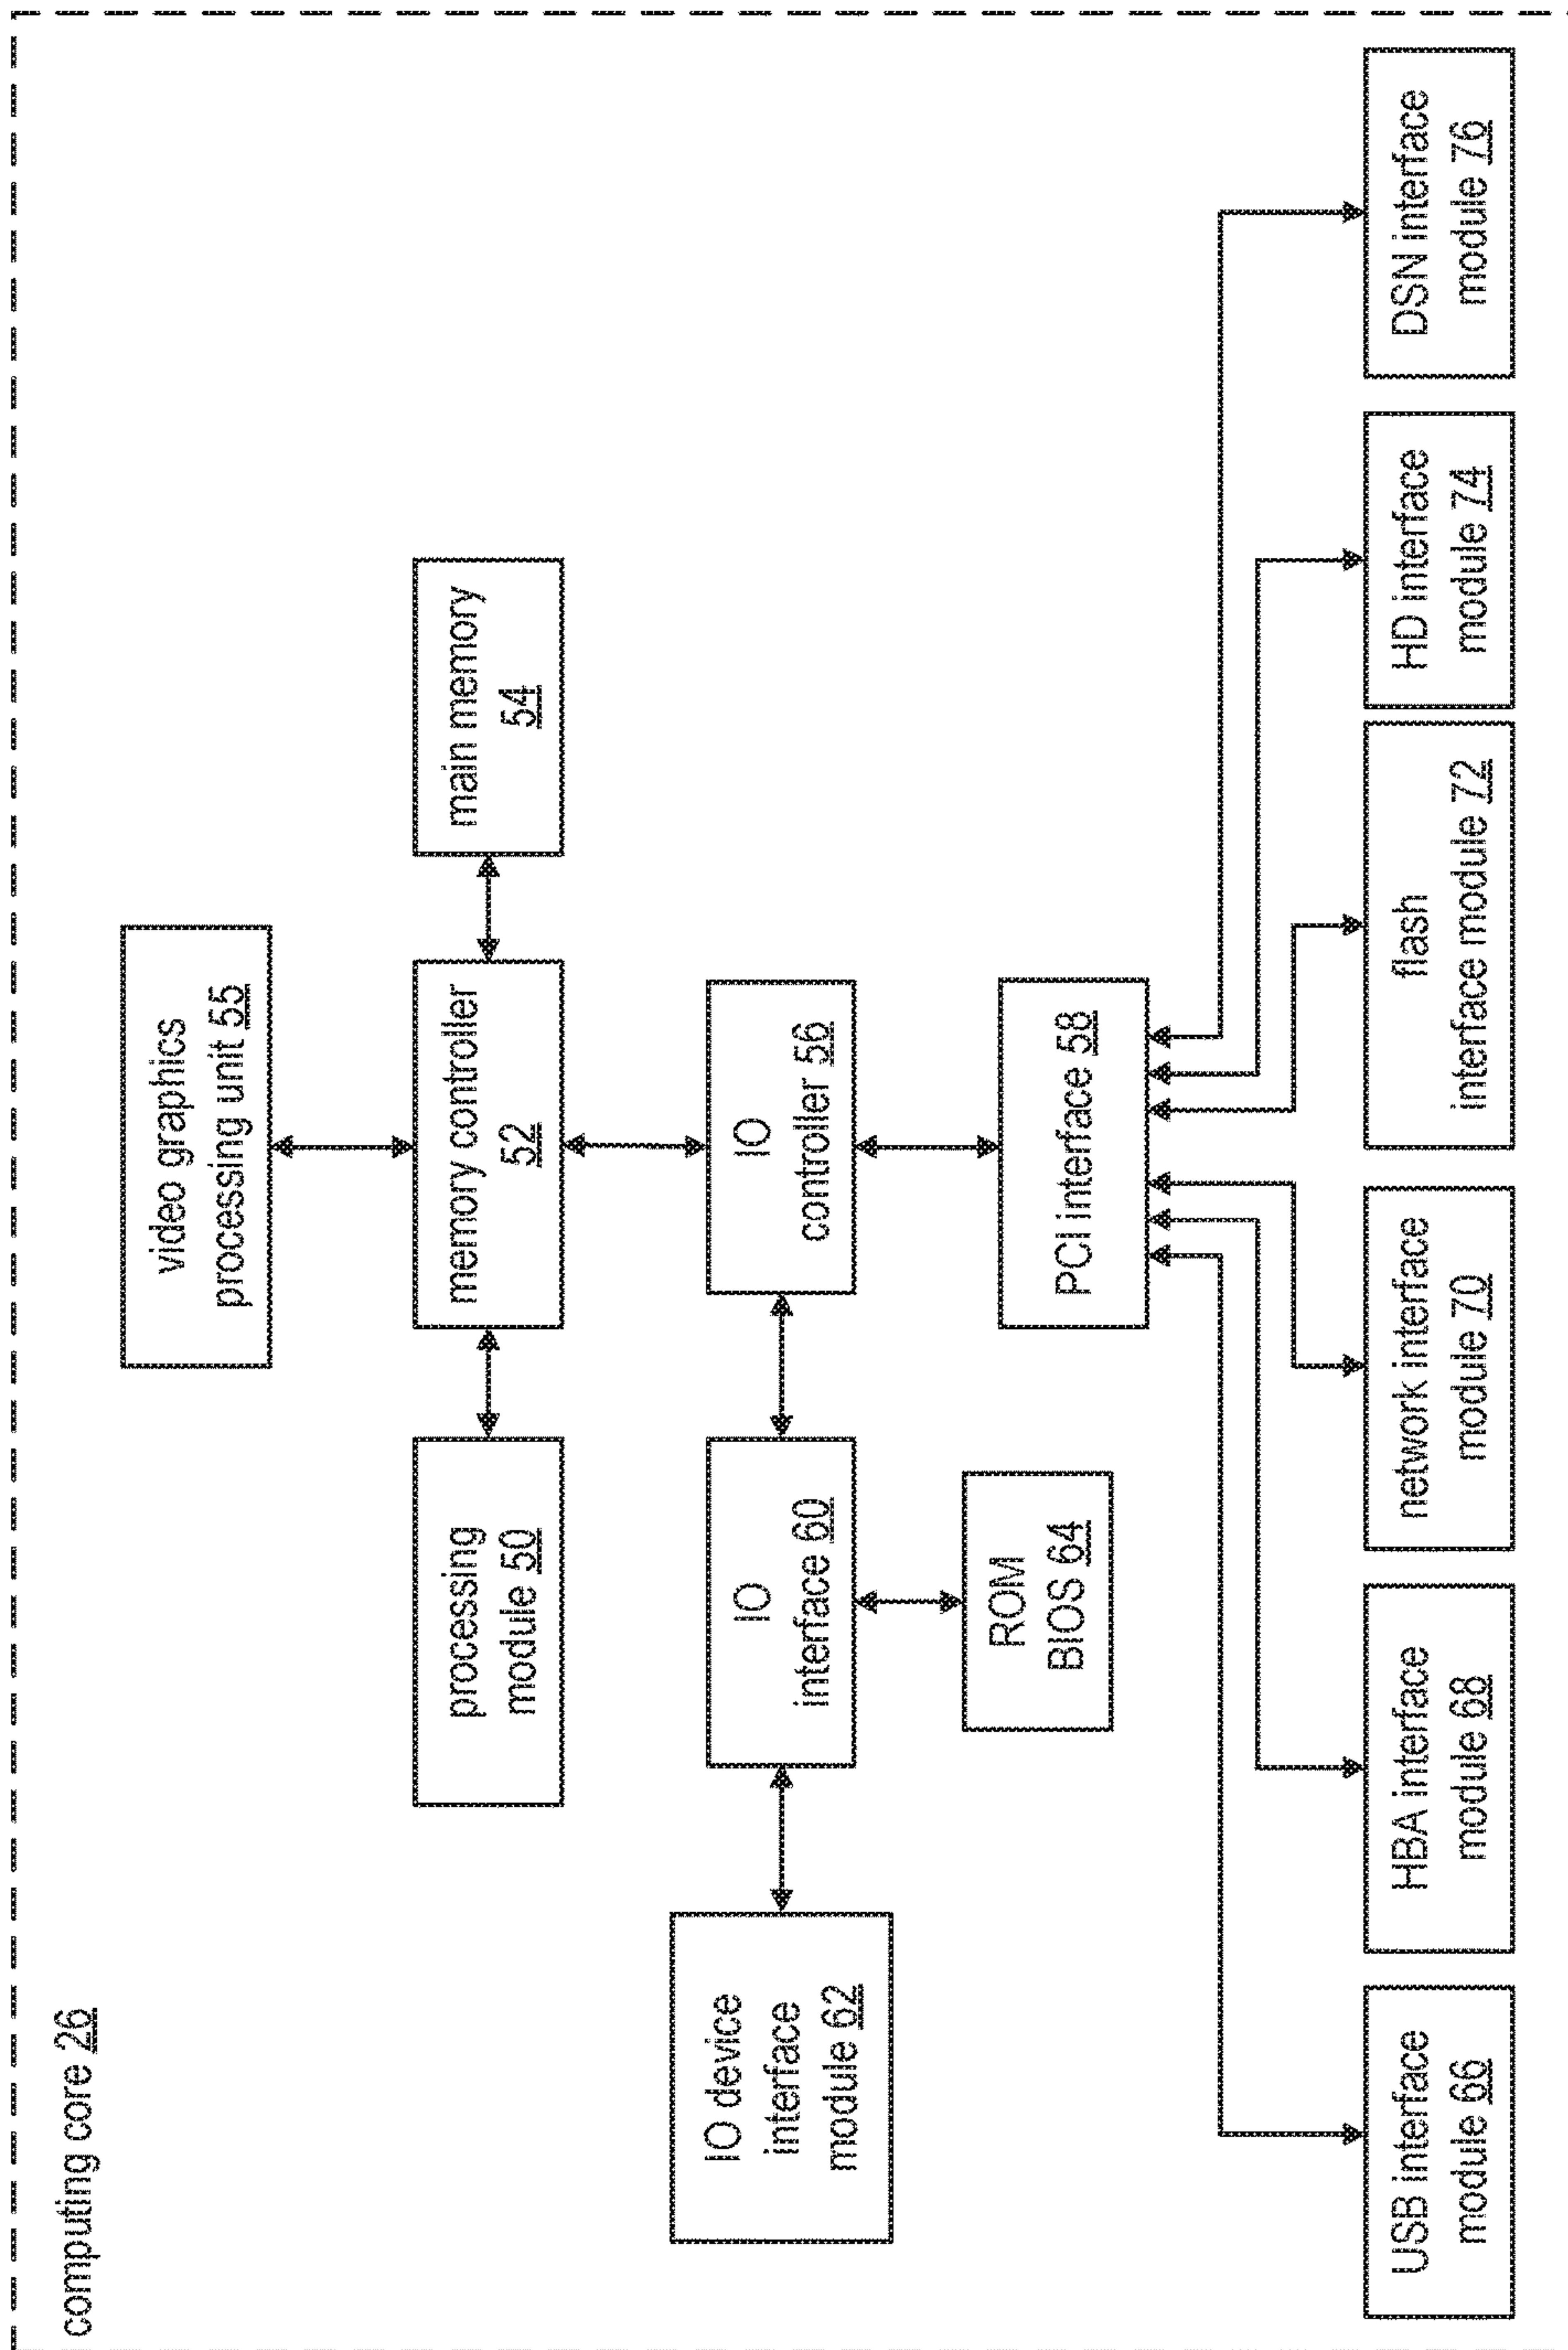 computing core 26
video graphics
processing unit 55
processing
module 50
memory controller
52
main memory
54
IO device
interface
module 62
IO
interface 60
IO
controller 56
ROM
BIOS 64
PCI interface 58
USB interface
module 66
HBA interface
module 68
network interface
module 70
flash
interface module 72
HD interface
module 74
DSN interface
module 76